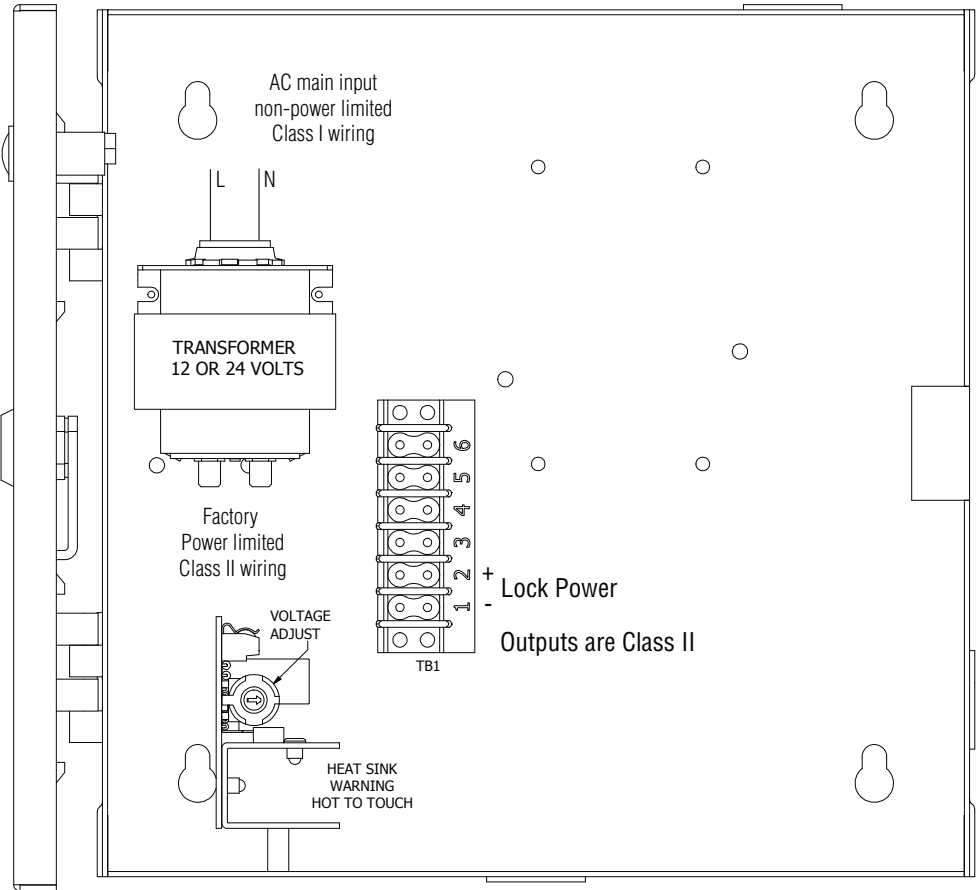 AC main input
non-power limited
Class I wiring
L N
TRANSFORMER
12 OR 24 VOLTS
6
5
4
3
2
1
+
-
Lock Power
Outputs are Class II
TB1
Factory
Power limited
Class II wiring
VOLTAGE
ADJUST
HEAT SINK
WARNING
HOT TO TOUCH